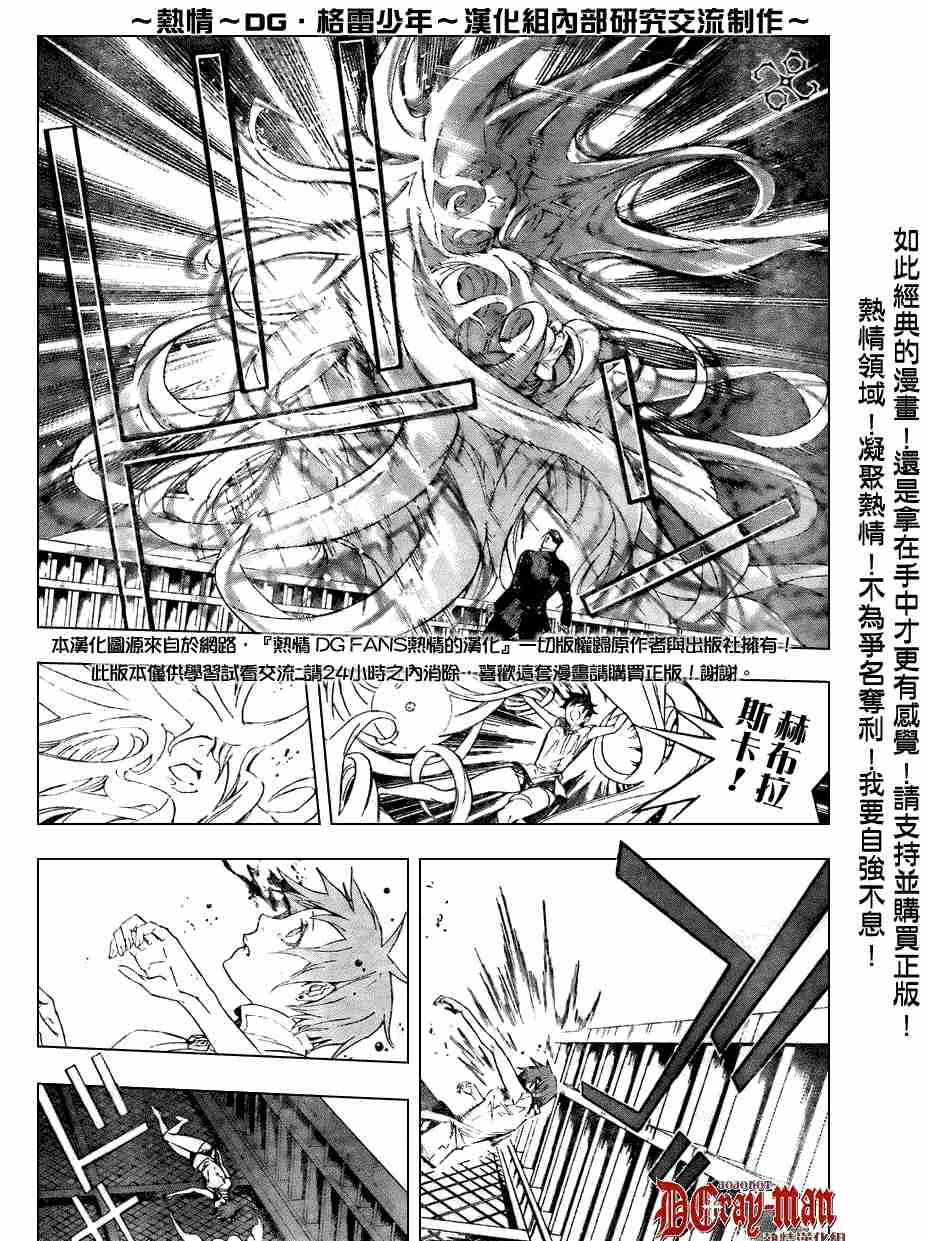 ～熱情～DG．格雷少年～漢化組內部研究交流制作～
如此經典的漫畫！還是拿在手中才更有感覺！請支持並購買正版！
熱情領域！凝聚熱情！不為爭名奪利！我要自強不息！
本漢化圖源來自於網路．『熱情 DG FANS熱情的漢化』一切版權歸原作者與出版社擁有！
此版本僅供學習試看交流 請24小時之內消除…喜歡這套漫畫請購買正版！謝謝。
赫布拉
斯卡！
JOJOHOT
D.Gray-Man
熱情漢化組